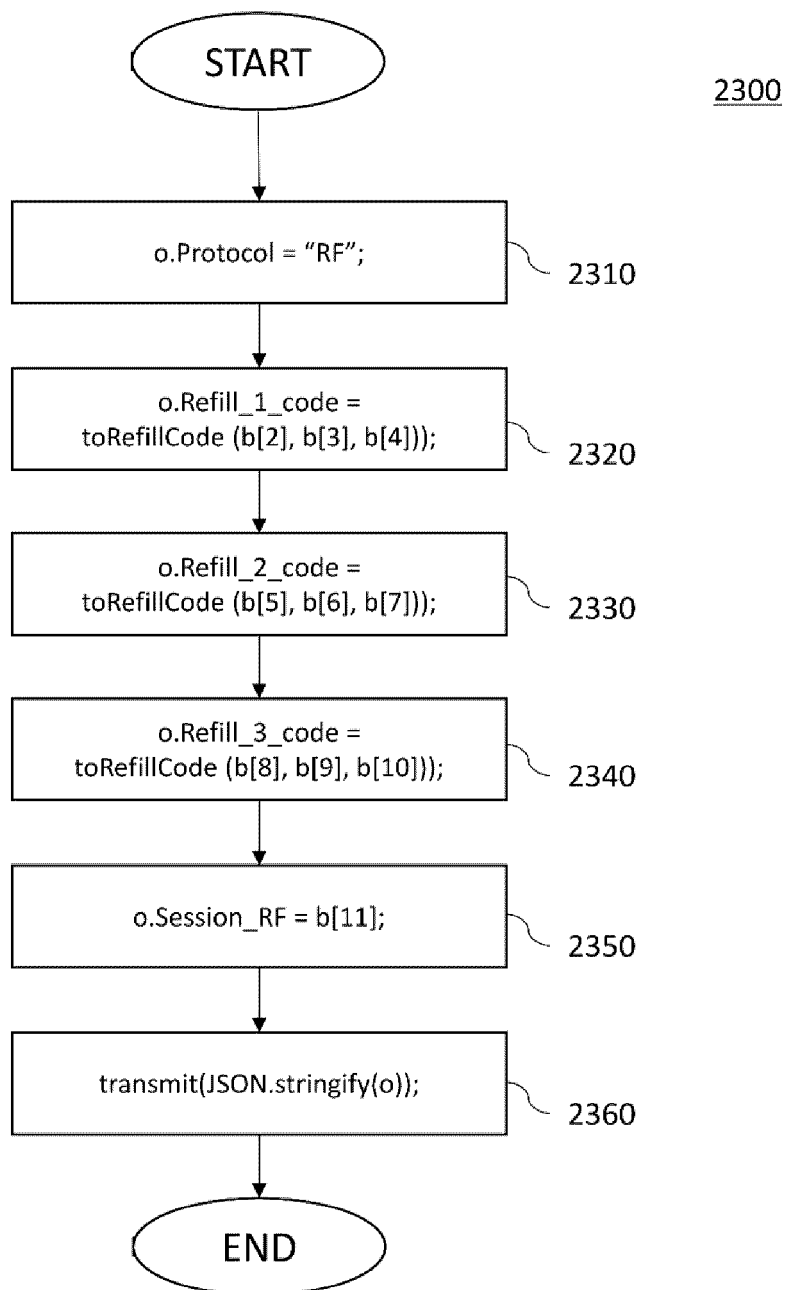 START
2300
o.Protocol = “RF”;
2310
o.Refill_1_code =
toRefillCode (b[2], b[3], b[4]));
2320
o.Refill_2_code =
toRefillCode (b[5], b[6], b[7]));
2330
o.Refill_3_code =
toRefillCode (b[8], b[9], b[10]));
2340
o.Session_RF = b[11];
2350
transmit(JSON.stringify(o));
2360
END